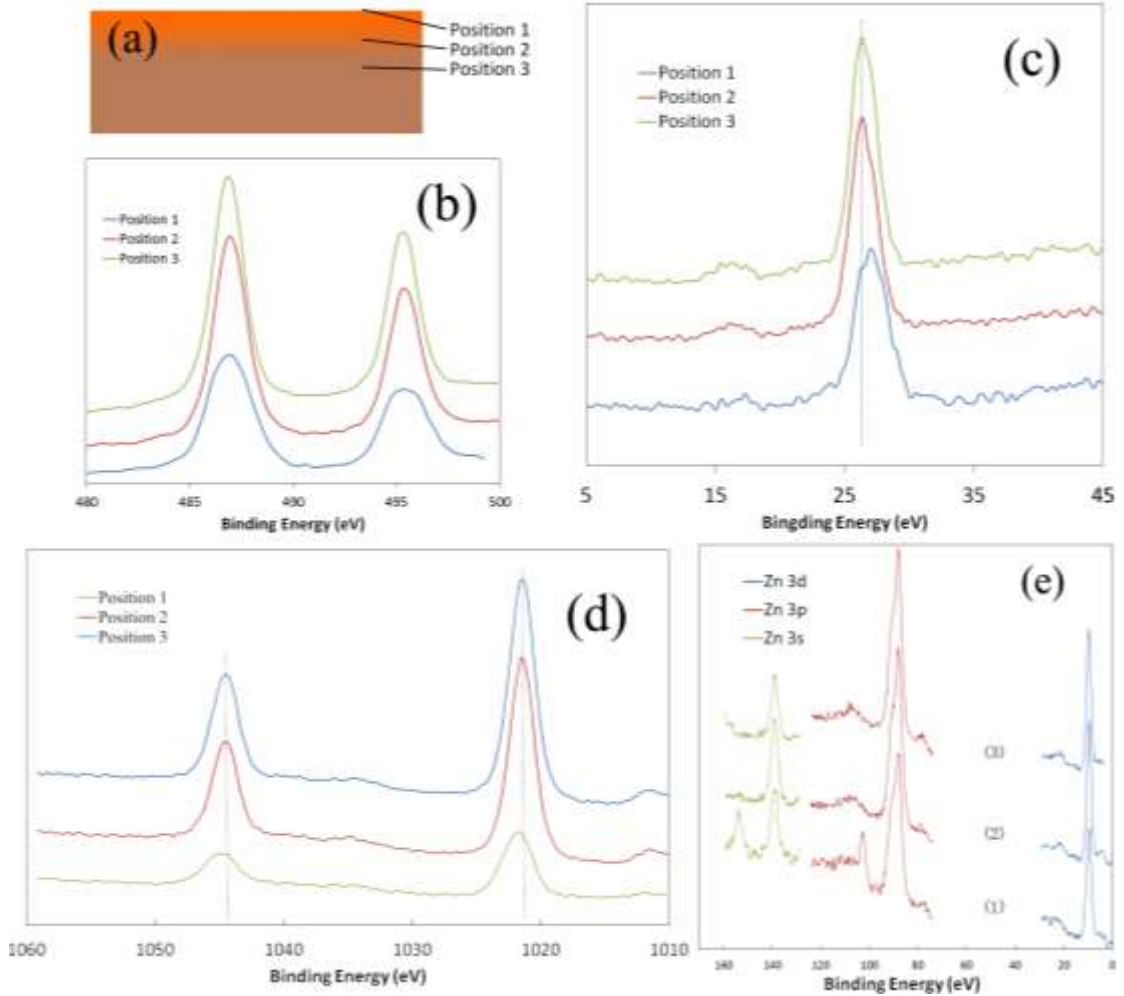 (a)
Position 1
Position 2
Position 3
(b)
Position 1
Position 2
Position 3
480 485 490 495 500
Binding Energy (eV)
(c)
Position 1
Position 2
Position 3
5 15 25 35 45
Bingding Energy (eV)
(d)
Position 1
Position 2
Position 3
1060 1050 1040 1030 1020 1010
Binding Energy (eV)
(e)
Zn 3d
Zn 3p
Zn 3s
(3)
(2)
(1)
160 140 120 100 80 60 40 20 0
Binding Energy (eV)